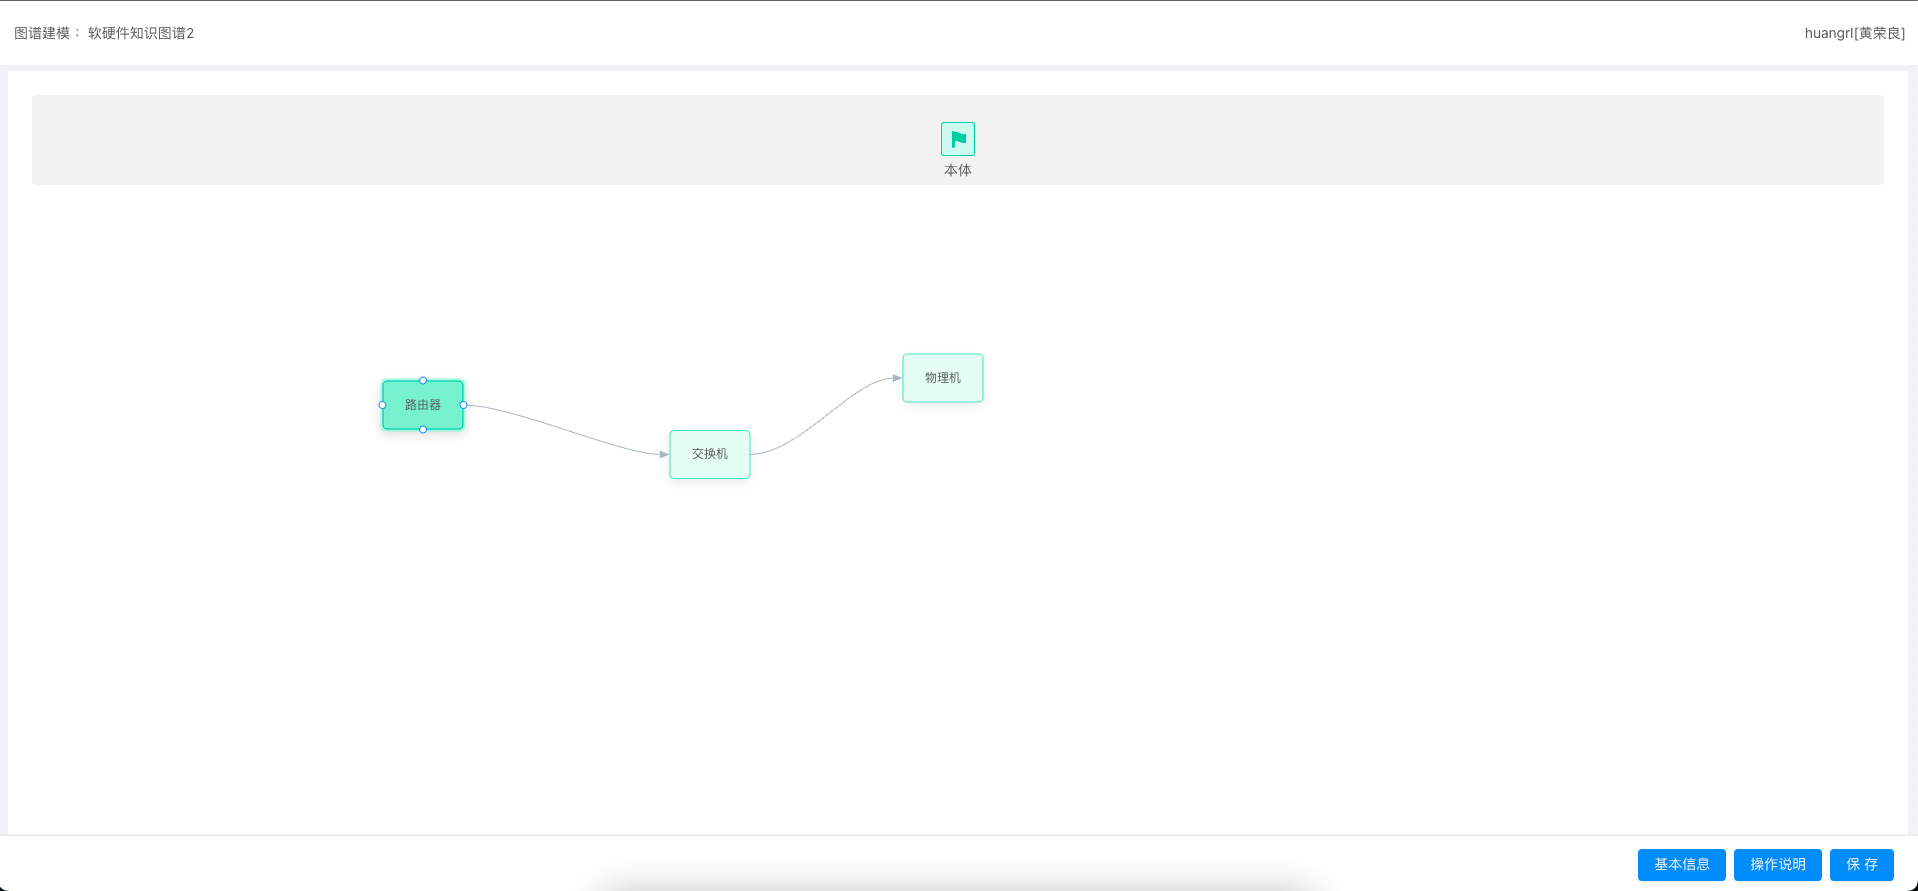 图谱建模： 软硬件知识图谱2
huangrl[黄荣良]
本体
物理机
路由器
交换机
基本信息
操作说明
保 存